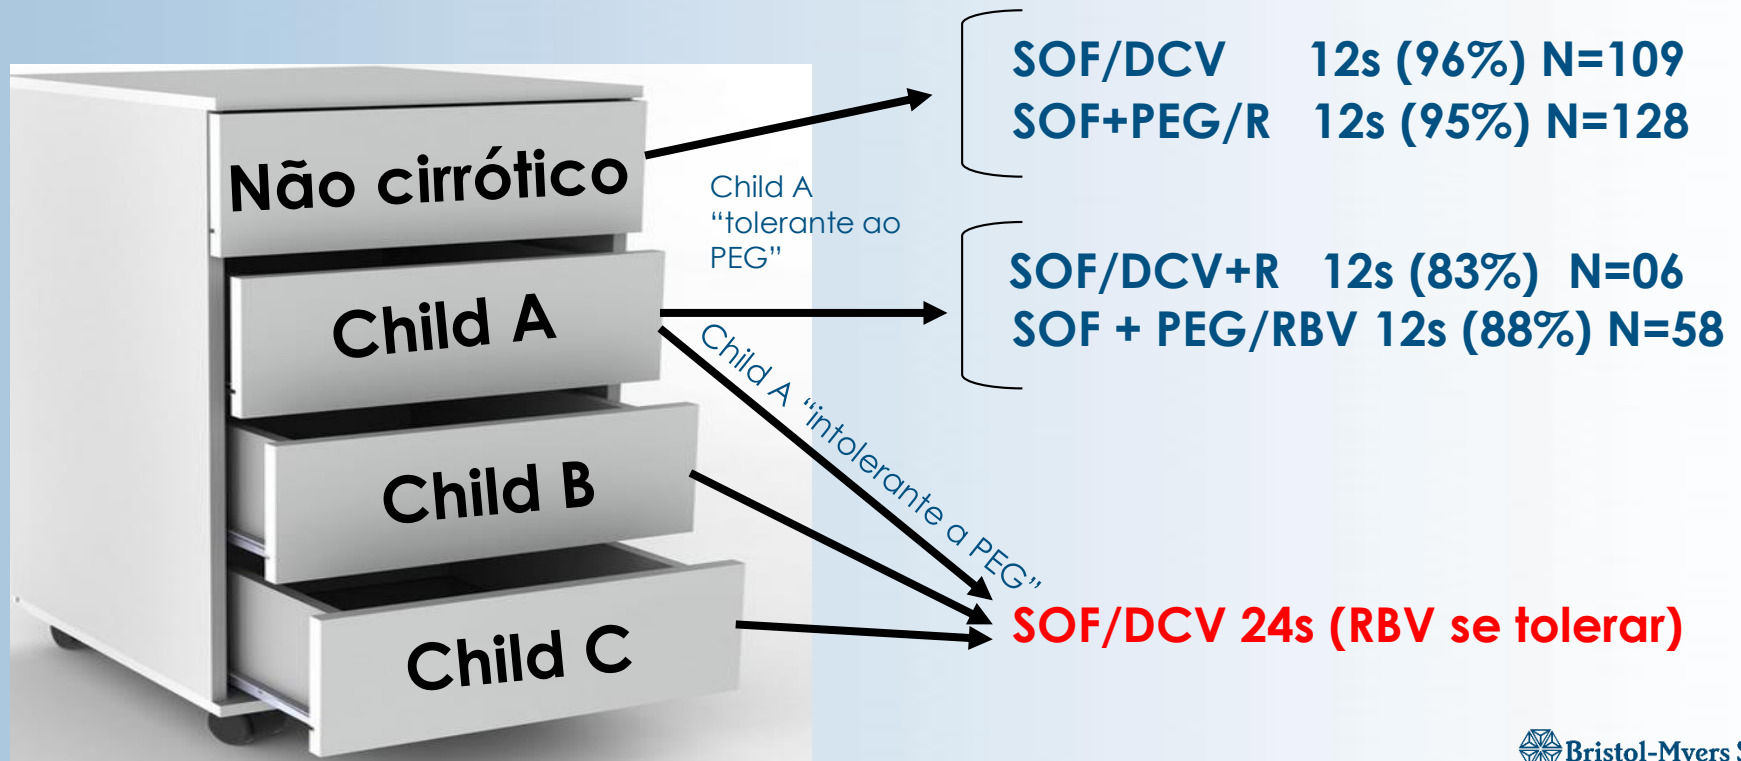 SOF/DCV 12s (96%) N=109
SOF+PEG/R 12s (95%) N=128
Não cirrótico
Child A
“tolerante ao
PEG”
SOF/DCV+R 12s (83%) N=06
SOF + PEG/RBV 12s (88%) N=58
Child A
Child A “intolerante a PEG”
Child B
SOF/DCV 24s (RBV se tolerar)
Child C
Bristol-Myers S